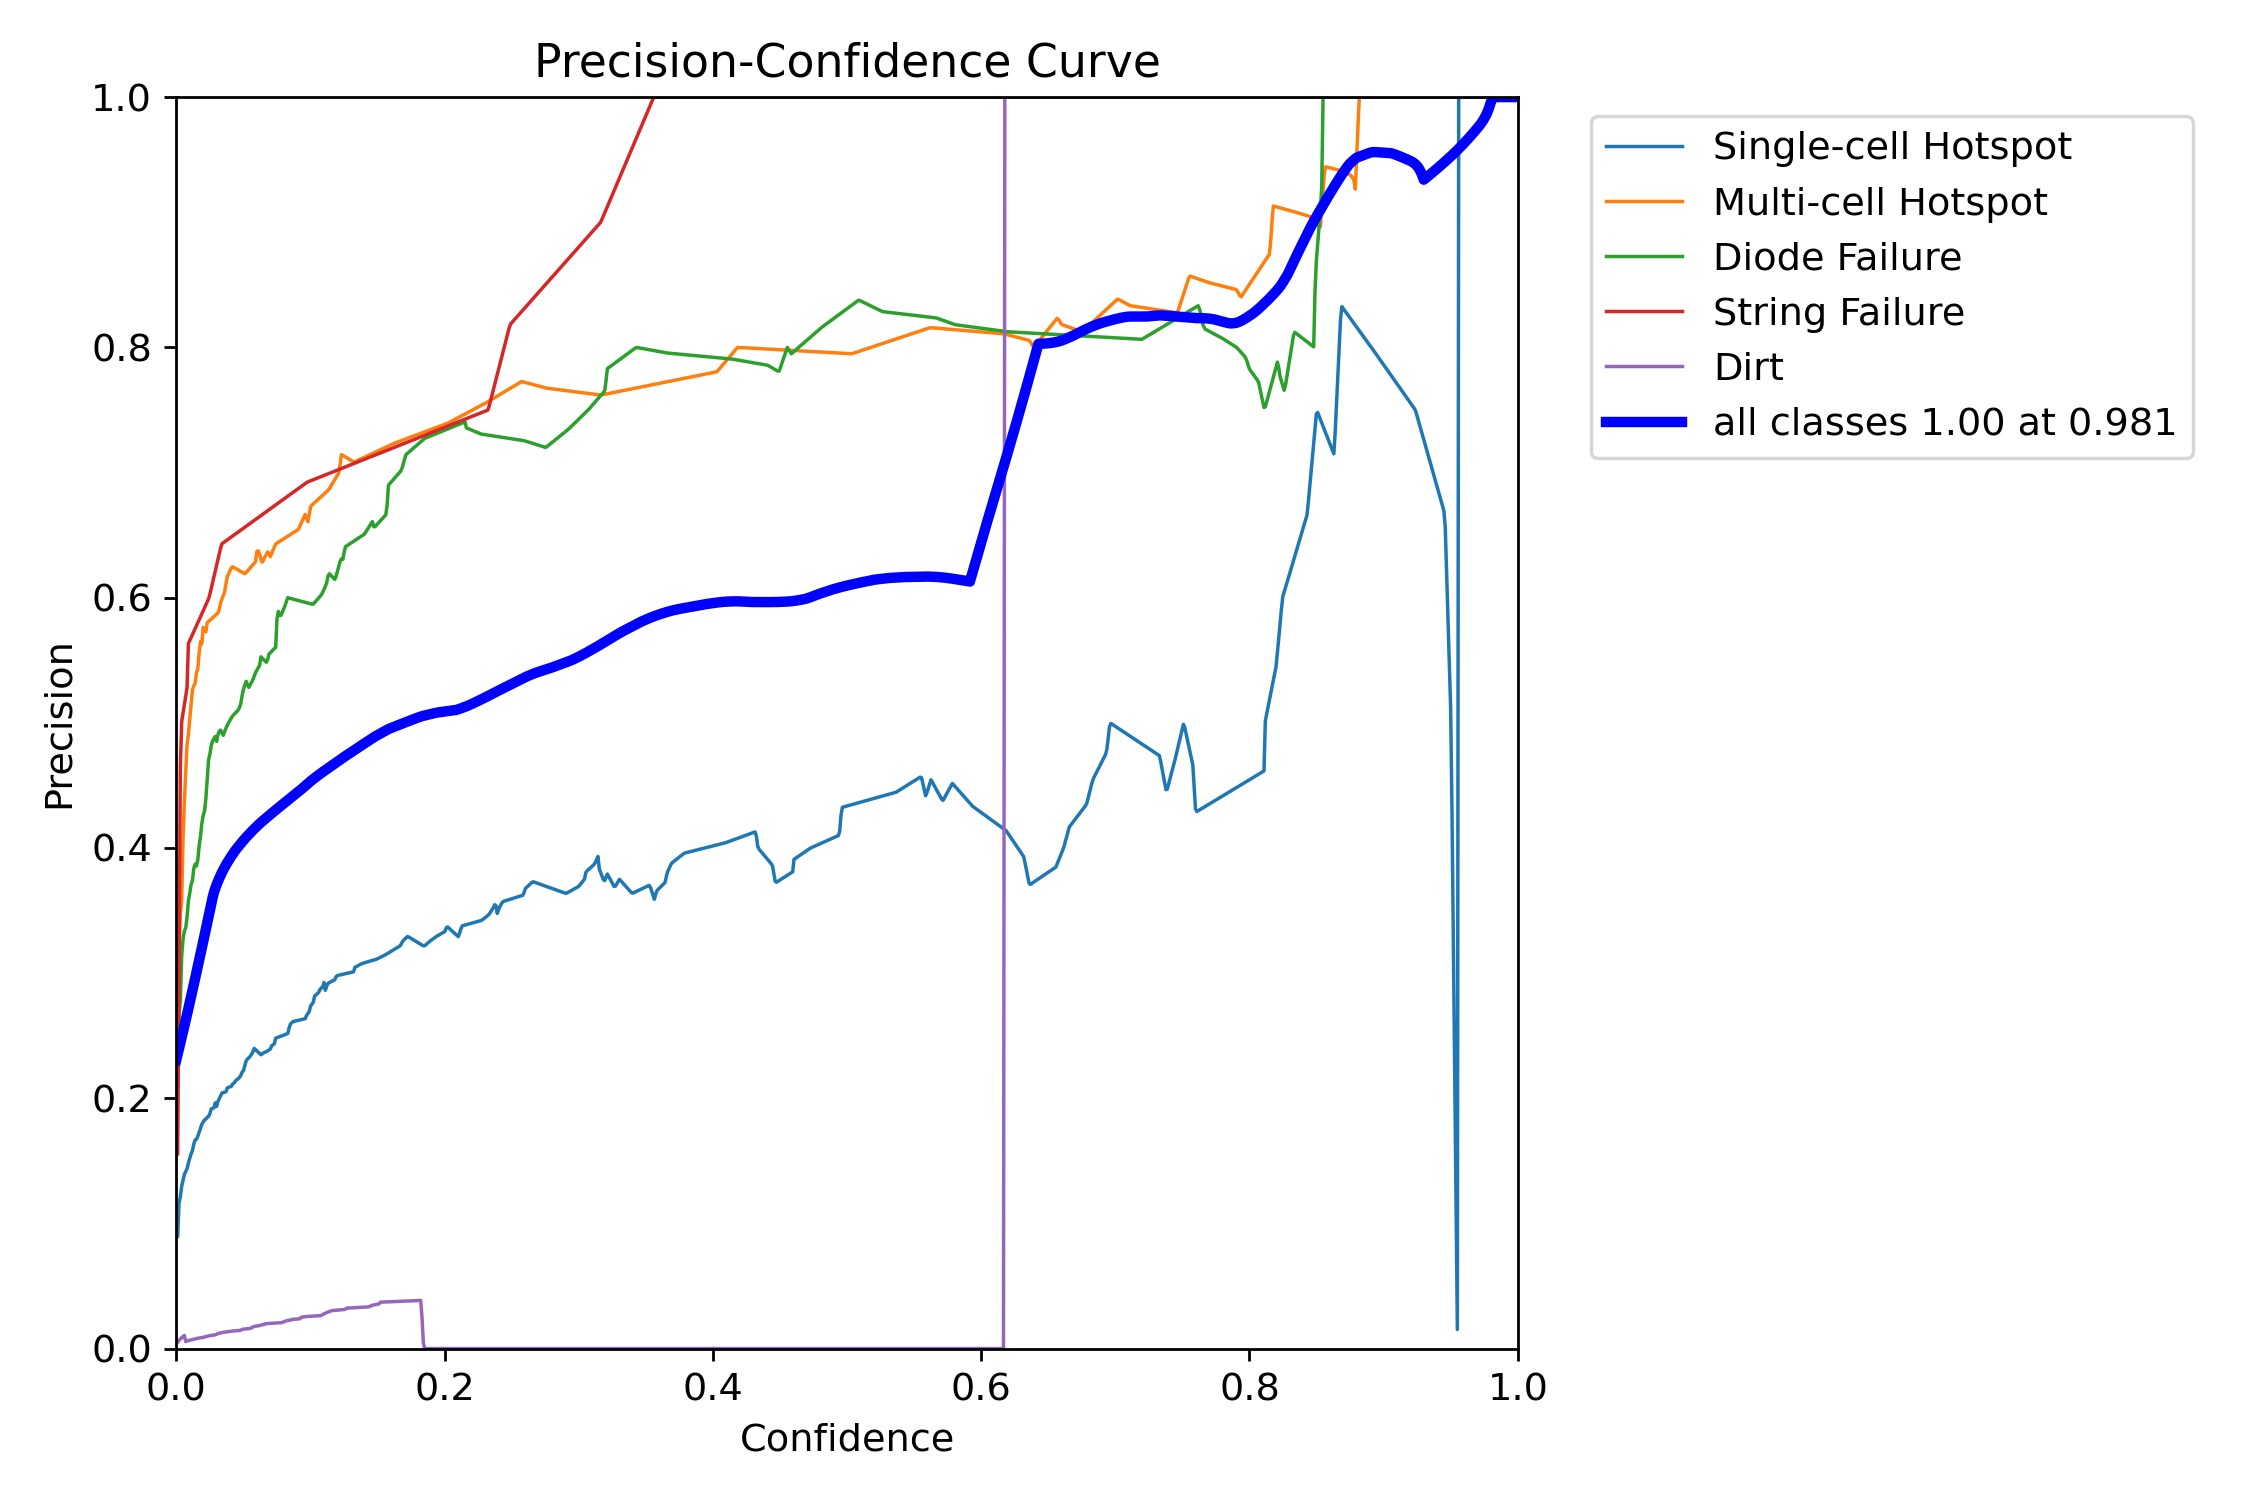 Precision-Confidence Curve
1.0
0.8
0.6
0.4
0.2
0.0
Precision
0.0 0.2 0.4 0.6 0.8 1.0
Confidence
Single-cell Hotspot
Multi-cell Hotspot
Diode Failure
String Failure
Dirt
all classes 1.00 at 0.981